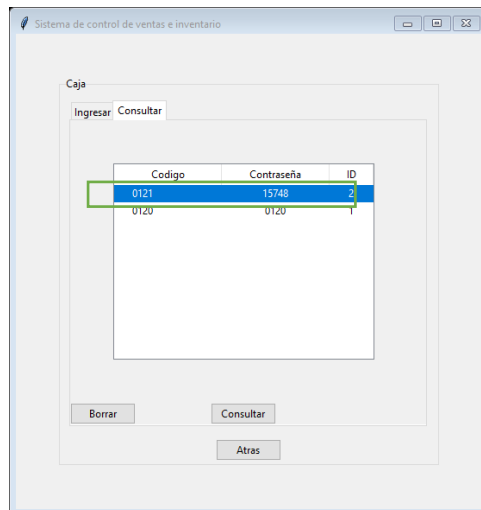 Sistema de control de ventas e inventario
Caja
Ingresar Consultar
Codigo Contraseña ID
0121 15748 2
0120 0120 1
Borrar Consultar
Atras